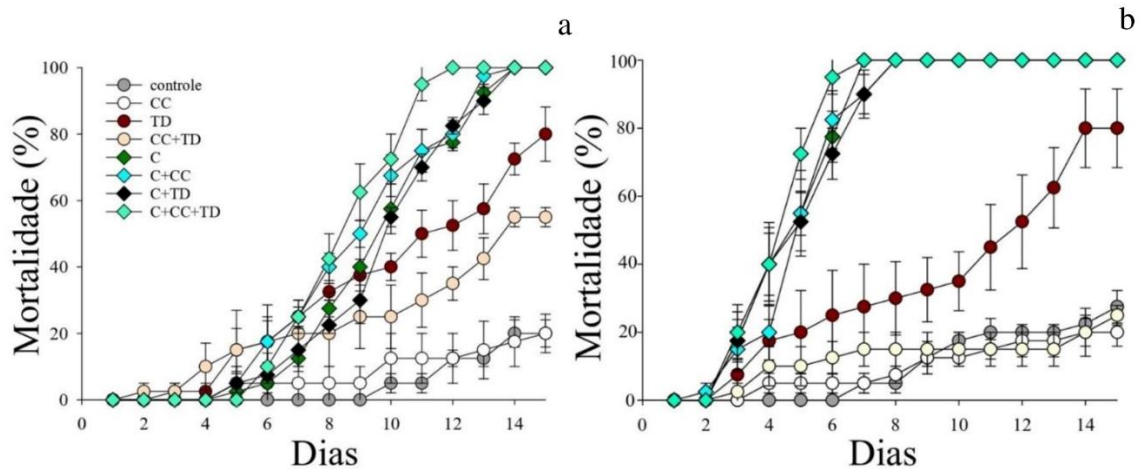 a
Mortalidade (%)
100
80
60
40
20
0
controle
CC
TD
CC+TD
C
C+CC
C+TD
C+CC+TD
0 2 4 6 8 10 12 14
Dias
b
Mortalidade (%)
100
80
60
40
20
0
0 2 4 6 8 10 12 14
Dias